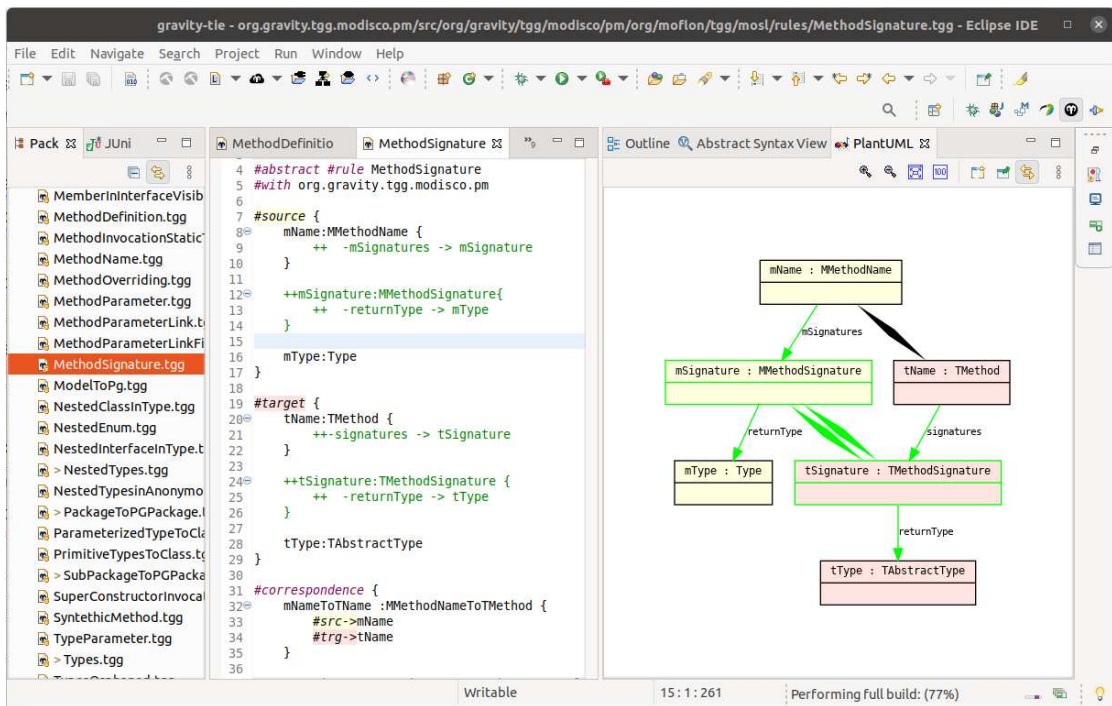 gravity-tie - org.gravity.tgg.modisco.pm/src/org/gravity/tgg/modisco/pm/org/moflon/tgg/mosl/rules/MethodSignature.tgg - Eclipse IDE
File Edit Navigate Search Project Run Window Help
Pack JUni
MemberInInterfaceVisib
MethodDefinition.tgg
MethodInvocationStatic
MethodName.tgg
MethodOverriding.tgg
MethodParameter.tgg
MethodParameterLink.t
MethodParameterLinkFi
MethodSignature.tgg
ModelToPg.tgg
NestedClassInType.tgg
NestedEnum.tgg
NestedInterfaceInType.t
> NestedTypes.tgg
NestedTypesinAnonymo
> PackageToPGPackage.
ParameterizedTypeToCla
PrimitiveTypesToClass.tg
> SubPackageToPGPacka
SuperConstructorInvocat
SyntethicMethod.tgg
TypeParameter.tgg
> Types.tgg
MethodDefinitio MethodSignature 9
4 #abstract #rule MethodSignature
5 #with org.gravity.tgg.modisco.pm
6
7 #source {
8 mName:MMethodName {
9 ++ -mSignatures -> mSignature
10 }
11
12 ++mSignature:MMethodSignature{
13 ++ -returnType -> mType
14 }
15
16 mType:Type
17 }
18
19 #target {
20 tName:TMethod {
21 ++-signatures -> tSignature
22 }
23
24 ++tSignature:TMethodSignature {
25 ++ -returnType -> tType
26 }
27
28 tType:TAbstractType
29 }
30
31 #correspondence {
32 mNameToTName :MMethodNameToTMethod {
33 #src->mName
34 #trg->tName
35 }
36
Outline Abstract Syntax View PlantUML
100
mName : MMethodName
mSignatures
mSignature : MMethodSignature
tName : TMethod
returnType
signatures
mType : Type
tSignature : TMethodSignature
returnType
tType : TAbstractType
Writable 15:1:261 Performing full build: (77%)